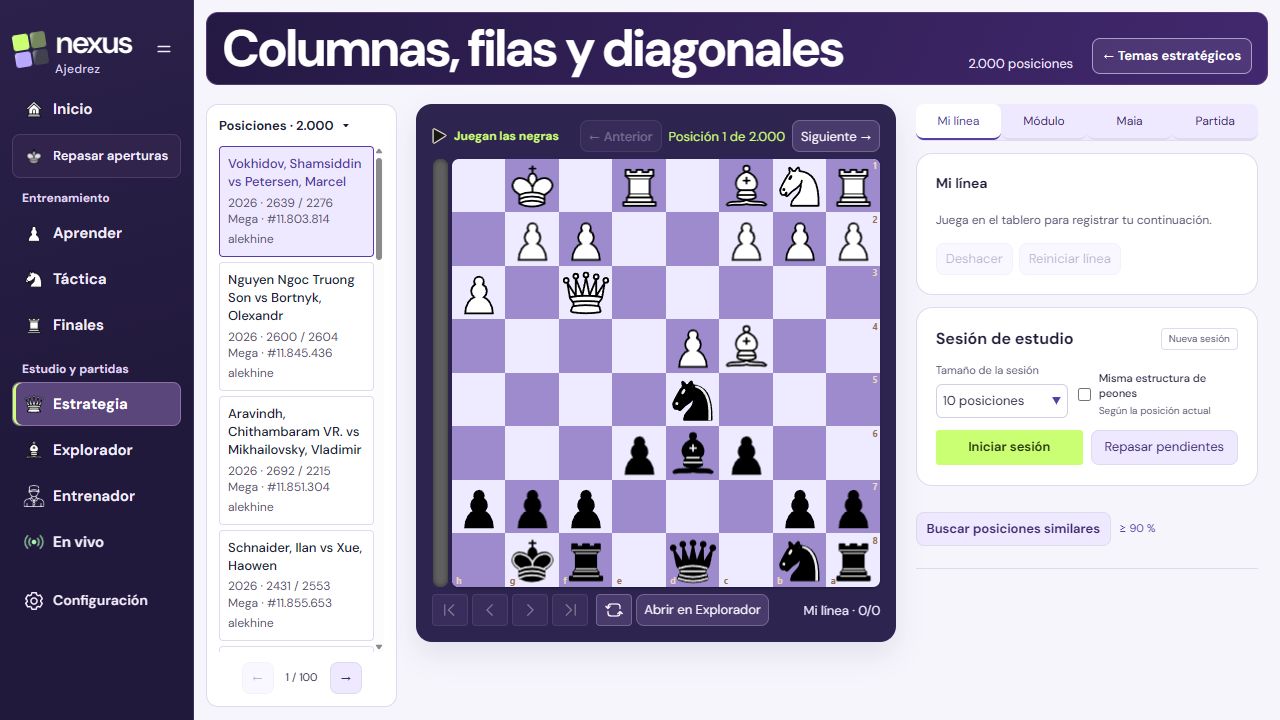 nexus
Ajedrez
Inicio
Repasar aperturas
Entrenamiento
Aprender
Táctica
Finales
Estudio y partidas
Estrategia
Explorador
Entrenador
En vivo
Configuración
Columnas, filas y diagonales
2.000 posiciones
← Temas estratégicos
Posiciones · 2.000
Vokhidov, Shamsiddin
vs Petersen, Marcel
2026 · 2639 / 2276
Mega · #11.803.814
alekhine
Nguyen Ngoc Truong
Son vs Bortnyk,
Olexandr
2026 · 2600 / 2604
Mega · #11.845.436
alekhine
Aravindh,
Chithambaram VR. vs
Mikhailovsky, Vladimir
2026 · 2692 / 2215
Mega · #11.851.304
alekhine
Schnaider, Ilan vs Xue,
Haowen
2026 · 2431 / 2553
Mega · #11.855.653
alekhine
←
1 / 100
→
Juegan las negras
← Anterior
Posición 1 de 2.000
Siguiente →
1
2
3
4
5
6
7
8
h g f e d c b a
Abrir en Explorador
Mi línea · 0/0
Mi línea
Módulo
Maia
Partida
Mi línea
Juega en el tablero para registrar tu continuación.
Deshacer
Reiniciar línea
Sesión de estudio
Nueva sesión
Tamaño de la sesión
10 posiciones
Misma estructura de
peones
Según la posición actual
Iniciar sesión
Repasar pendientes
Buscar posiciones similares
≥ 90 %